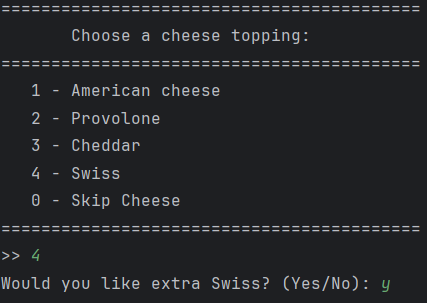 ==========================================
Choose a cheese topping:
==========================================
1 - American cheese
2 - Provolone
3 - Cheddar
4 - Swiss
0 - Skip Cheese
==========================================
>> 4
Would you like extra Swiss? (Yes/No): y